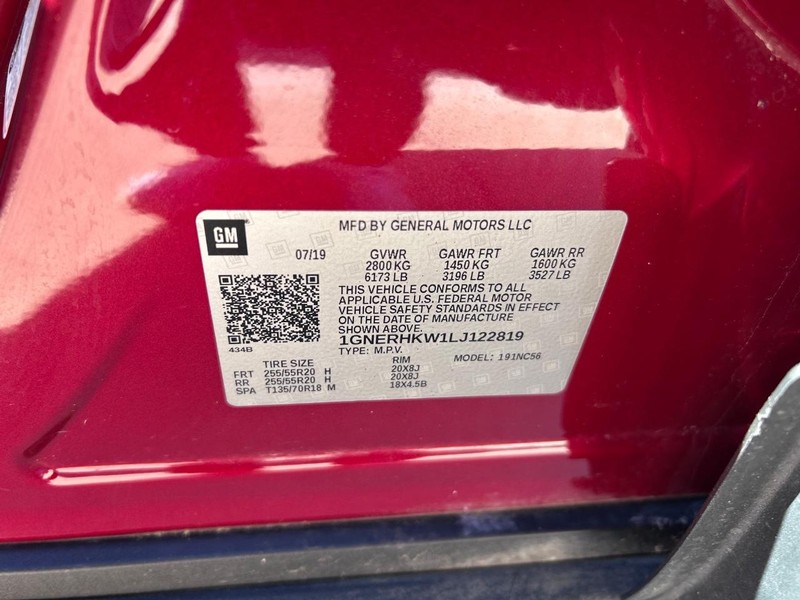 MFD BY GENERAL MOTORS LLC
GM
07/19 GVWR GAWR FRT GAWR RR
2800 KG 1450 KG 1600 KG
6173 LB 3196 LB 3527 LB
THIS VEHICLE CONFORMS TO ALL
APPLICABLE U.S. FEDERAL MOTOR
VEHICLE SAFETY STANDARDS IN EFFECT
ON THE DATE OF MANUFACTURE
SHOWN ABOVE.
1GNERHKW1LJ122819
434B
TYPE: M.P.V. MODEL: 191NC56
TIRE SIZE RIM
FRT 255/55R20 H 20X8J
RR 255/55R20 H 20X8J
SPA T135/70R18 M 18X4.5B